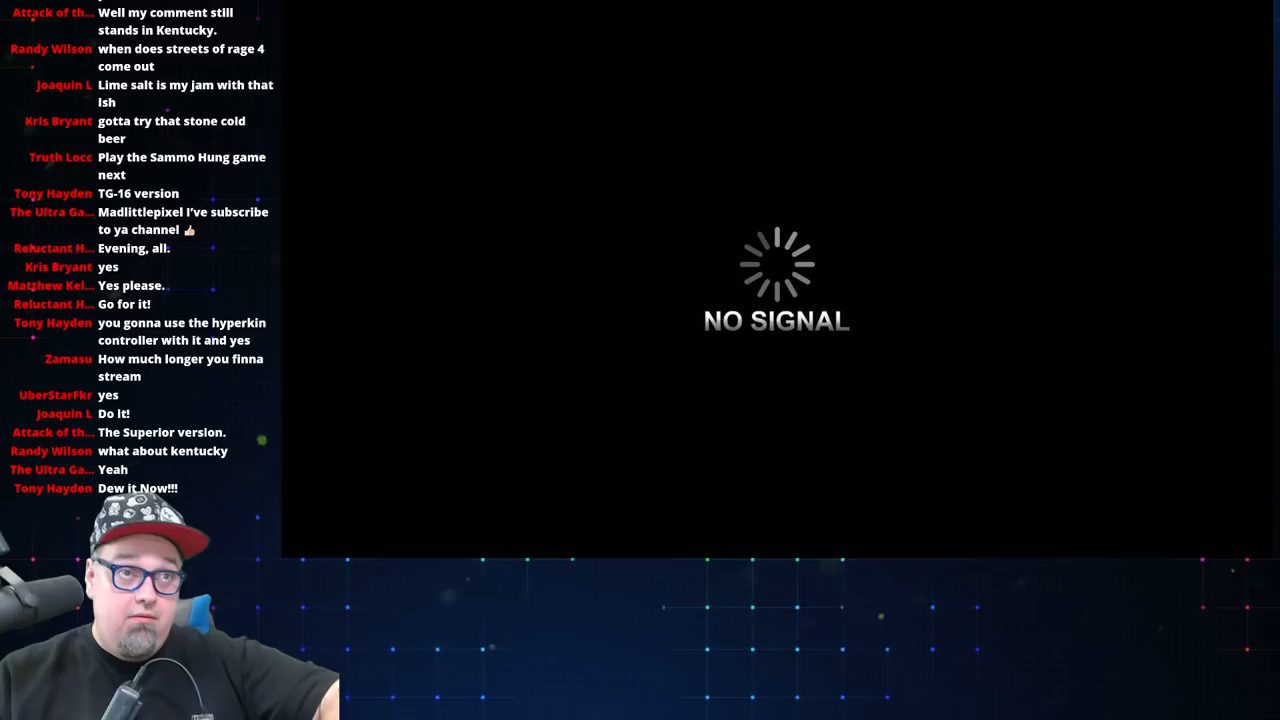 Attack of th... Well my comment still
stands in Kentucky.
Randy Wilson when does streets of rage 4
come out
Joaquin L Lime salt is my jam with that
Ish
Kris Bryant gotta try that stone cold
beer
Truth Locc Play the Sammo Hung game
next
Tony Hayden TG-16 version
The Ultra Ga... Madlittlepixel I've subscribe
to ya channel 👍🏻
Reluctant H... Evening, all.
Kris Bryant yes
Matthew Kel... Yes please.
Reluctant H... Go for it!
Tony Hayden you gonna use the hyperkin
controller with it and yes
Zamasu How much longer you finna
stream
UberStarFkr yes
Joaquin L Do it!
Attack of th... The Superior version.
Randy Wilson what about kentucky
The Ultra Ga... Yeah
Tony Hayden Dew it Now!!!
NO SIGNAL